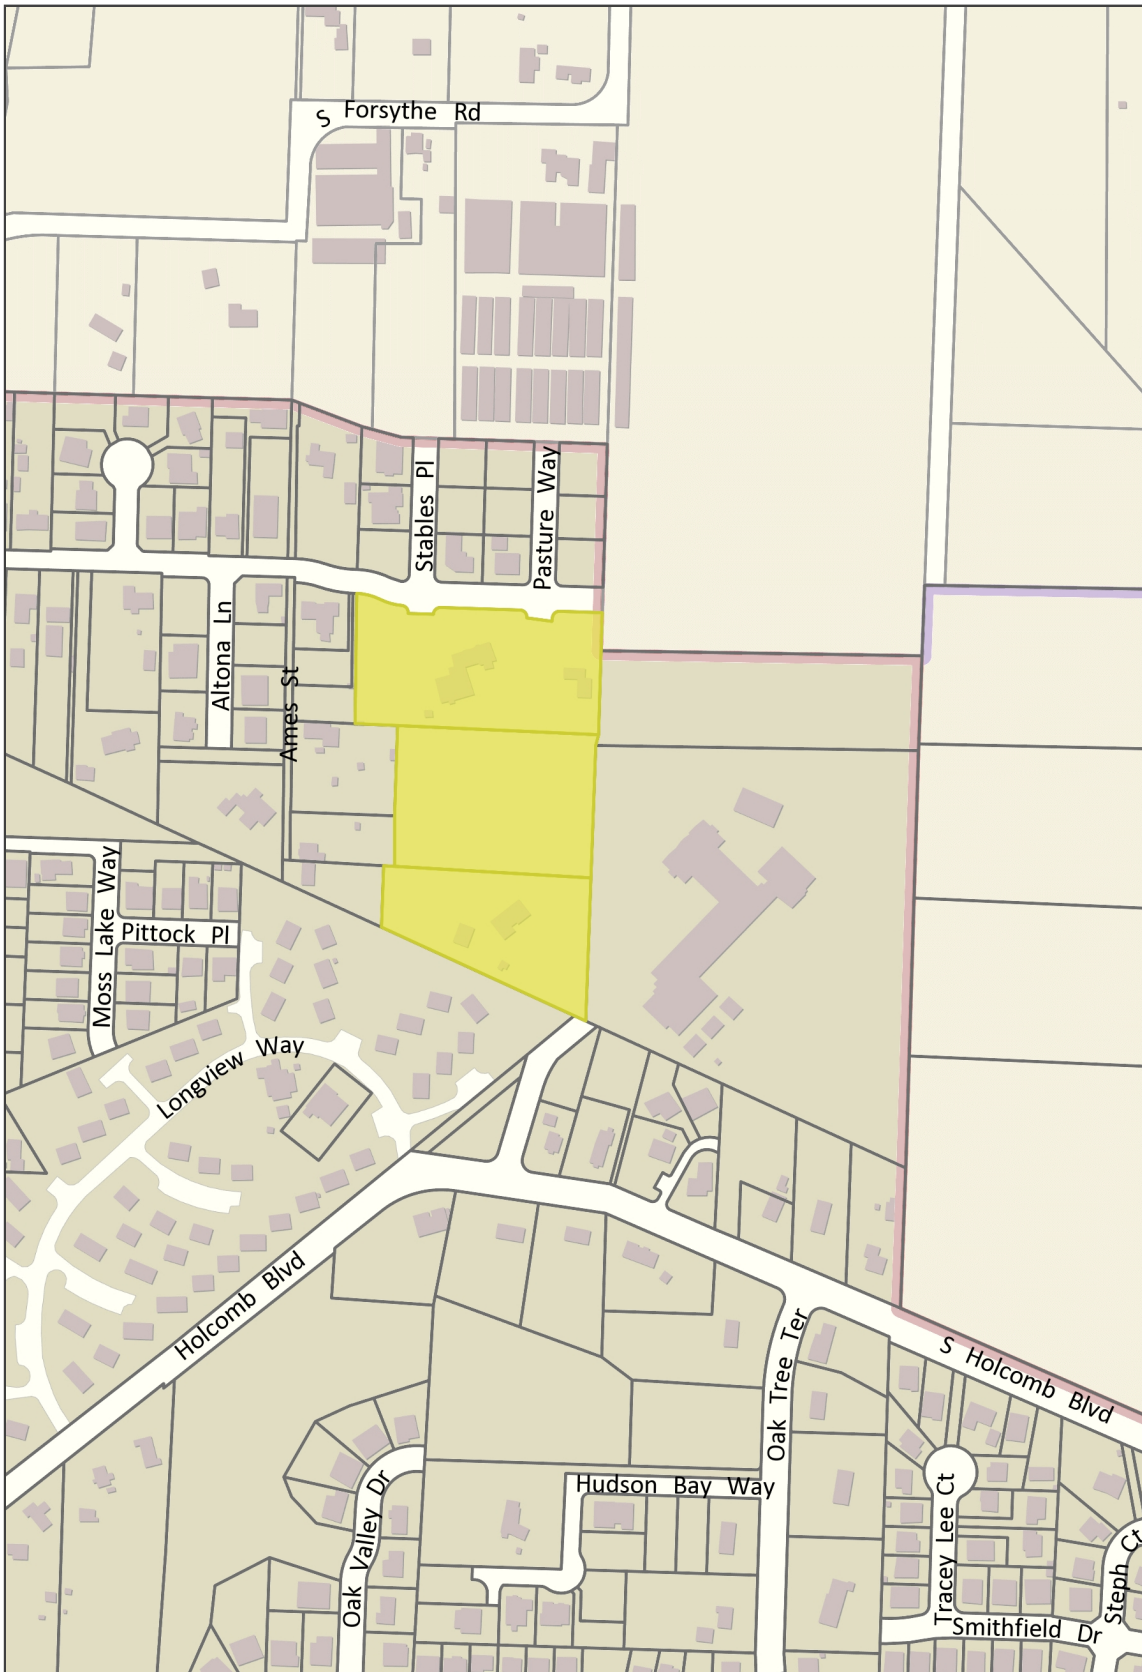 S Forsythe Rd
Stables Pl
Pasture Way
Altona Ln
Ames St
Moss Lake Way
Pittock Pl
Longview Way
Holcomb Blvd
S Holcomb Blvd
Oak Tree Ter
Hudson Bay Way
Oak Valley Dr
Tracey Lee Ct
Steph Ct
Smithfield Dr